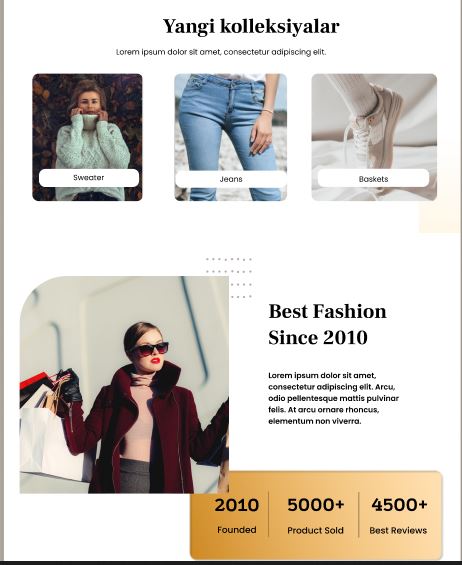 Yangi kolleksiyalar
Lorem ipsum dolor sit amet, consectetur adipiscing elit.
Sweater
Jeans
Baskets
Best Fashion
Since 2010
Lorem ipsum dolor sit amet,
consectetur adipiscing elit. Arcu,
odio pellentesque mattis pulvinar
felis. At arcu ornare rhoncus,
elementum non viverra.
2010 5000+ 4500+
Founded Product Sold Best Reviews